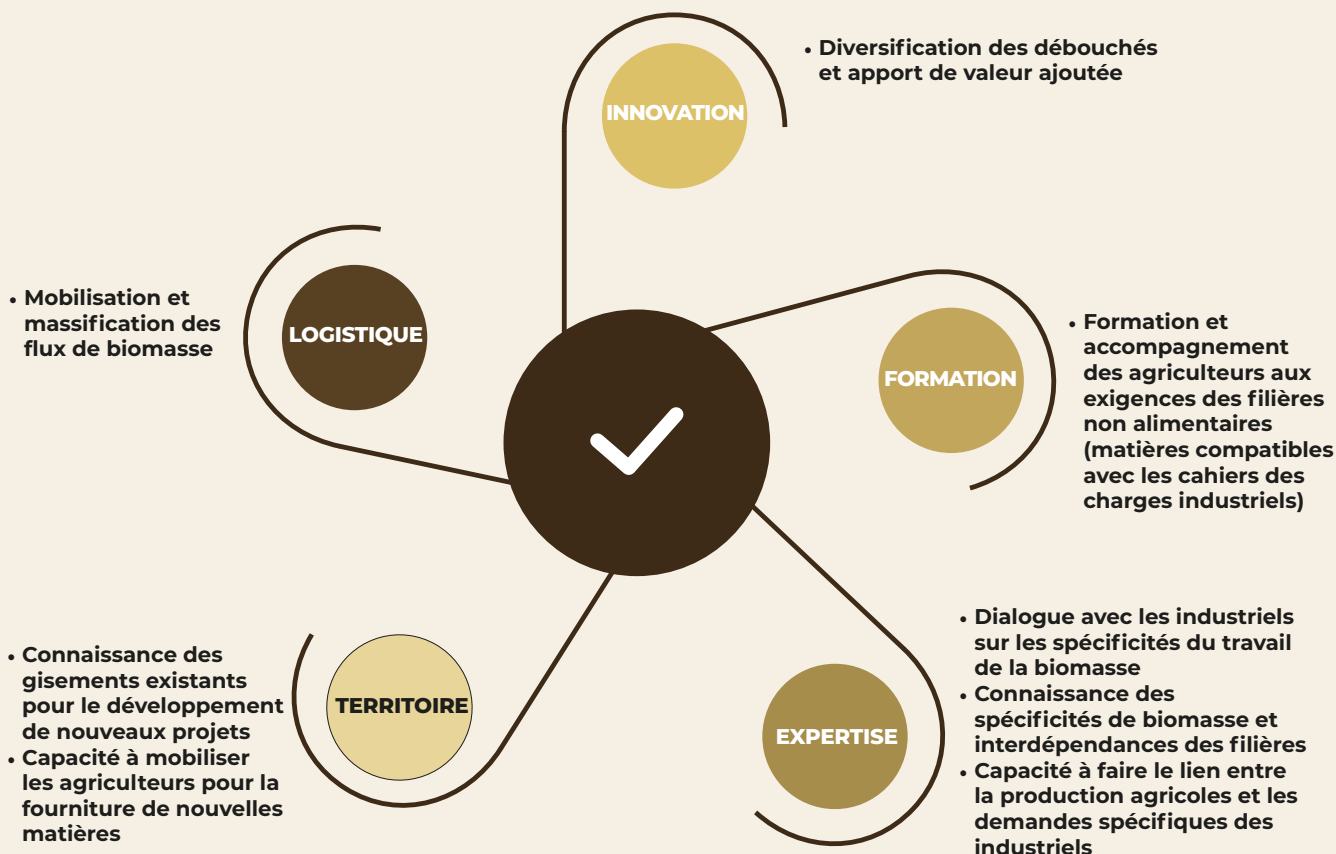 INNOVATION
• Diversification des débouchés
et apport de valeur ajoutée
LOGISTIQUE
• Mobilisation et
massification des
flux de biomasse
FORMATION
• Formation et
accompagnement
des agriculteurs aux
exigences des filières
non alimentaires
(matières compatibles
avec les cahiers des
charges industriels)
TERRITOIRE
• Connaissance des
gisements existants
pour le développement
de nouveaux projets
• Capacité à mobiliser
les agriculteurs pour la
fourniture de nouvelles
matières
EXPERTISE
• Dialogue avec les industriels
sur les spécificités du travail
de la biomasse
• Connaissance des
spécificités de biomasse et
interdépendances des filières
• Capacité à faire le lien entre
la production agricoles et les
demandes spécifiques des
industriels